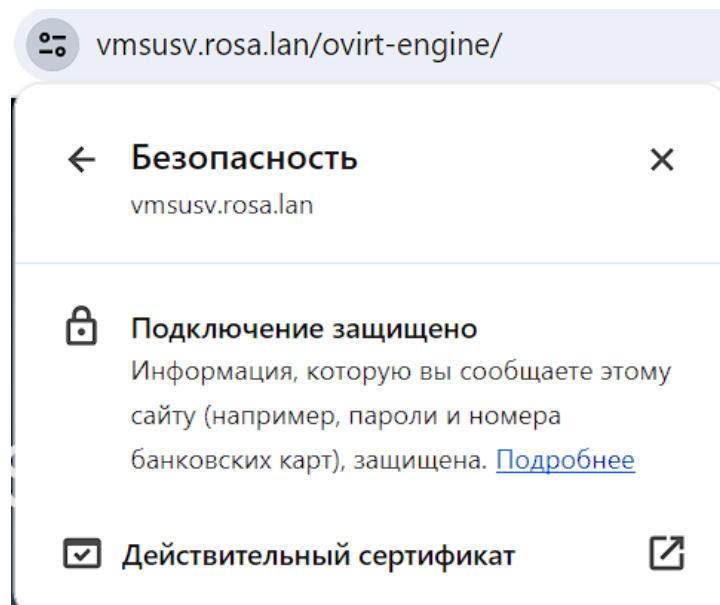 vmsusv.rosa.lan/ovirt-engine/
Безопасность
vmsusv.rosa.lan
Подключение защищено
Информация, которую вы сообщаете этому
сайту (например, пароли и номера
банковских карт), защищена. Подробнее
Действительный сертификат